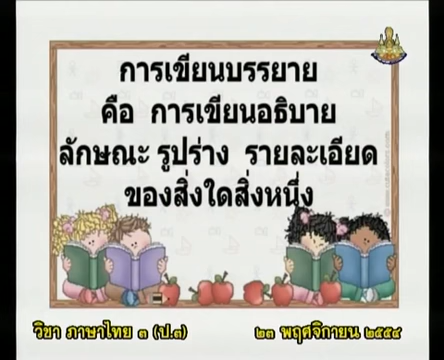 การเขียนบรรยาย
คือ การเขียนอธิบาย
ลักษณะ รูปร่าง รายละเอียด
ของสิ่งใดสิ่งหนึ่ง
วิชา ภาษาไทย ๓ (ป.๓) ๒๓ พฤศจิกายน ๒๕๕๔